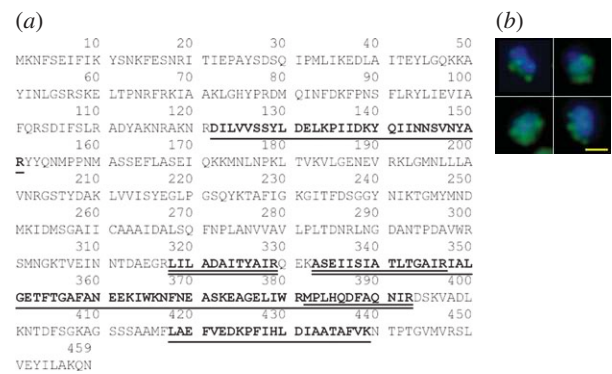 (a)
(b)
10 20 30 40 50
MKNFSEIFIK YSNKFESNRI TIEPAYSDSQ IPMLIKEDLA ITEYLGQKKA
60 70 80 90 100
YINLGSRSKE LTPNRFRKIA AKLGHYPRDM QINFDKFPNS FLRYLIEVIA
110 120 130 140 150
FQRSDIFSLR ADYAKNRAKN RDILVVSSYL DELKPIIDKY QIINNSVNYA
160 170 180 190 200
RYYQNMPPNM ASSEFLASEI QKKMNLNPKL TVKVLGENEV RKLGMNLLLA
210 220 230 240 250
VNRGSTYDAK LVVISYEGLP GSQYKTAFIG KGITFDSGGY NIKTGMYMND
260 270 280 290 300
MKIDMSGAII CAAAIDALSQ FNPLANVVAV LPLTDNRLNG DANTPDAVWR
310 320 330 340 350
SMNGKTVEIN NTDAEGRLIL ADAITYAIRQ EKASEIISIA TLTGAIRIAL
360 370 380 390 400
GETFTGAFAN EEKIWKNFNE ASKEAGELIW RMPLHQDFAQ NIRDSKVADL
410 420 430 440 450
KNTDFSGKAG SSSAAMFLAE FVEDKPFIHL DIAATAFVKN TPTGVMVRSL
459
VEYILAKQN